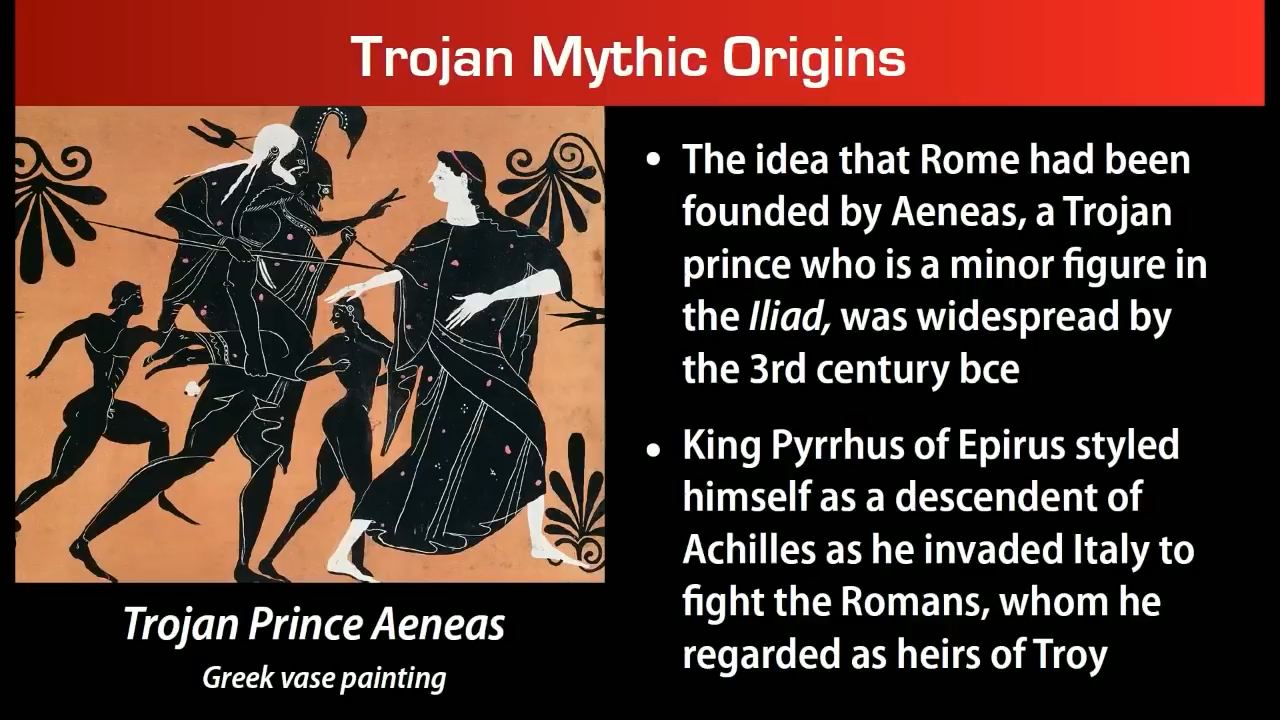 Trojan Mythic Origins
• The idea that Rome had been
founded by Aeneas, a Trojan
prince who is a minor figure in
the Iliad, was widespread by
the 3rd century bce
• King Pyrrhus of Epirus styled
himself as a descendent of
Achilles as he invaded Italy to
fight the Romans, whom he
regarded as heirs of Troy
Trojan Prince Aeneas
Greek vase painting